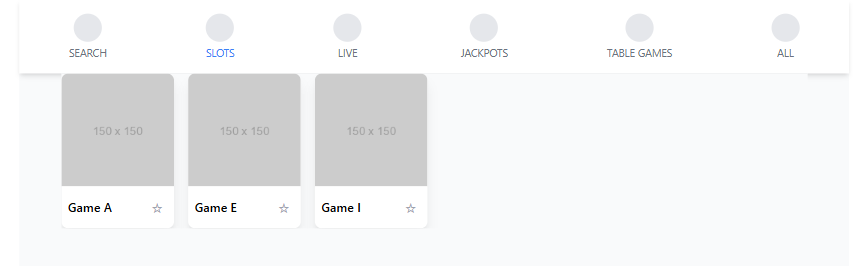 SEARCH SLOTS LIVE JACKPOTS TABLE GAMES ALL
150 x 150 150 x 150 150 x 150
Game A ☆ Game E ☆ Game I ☆